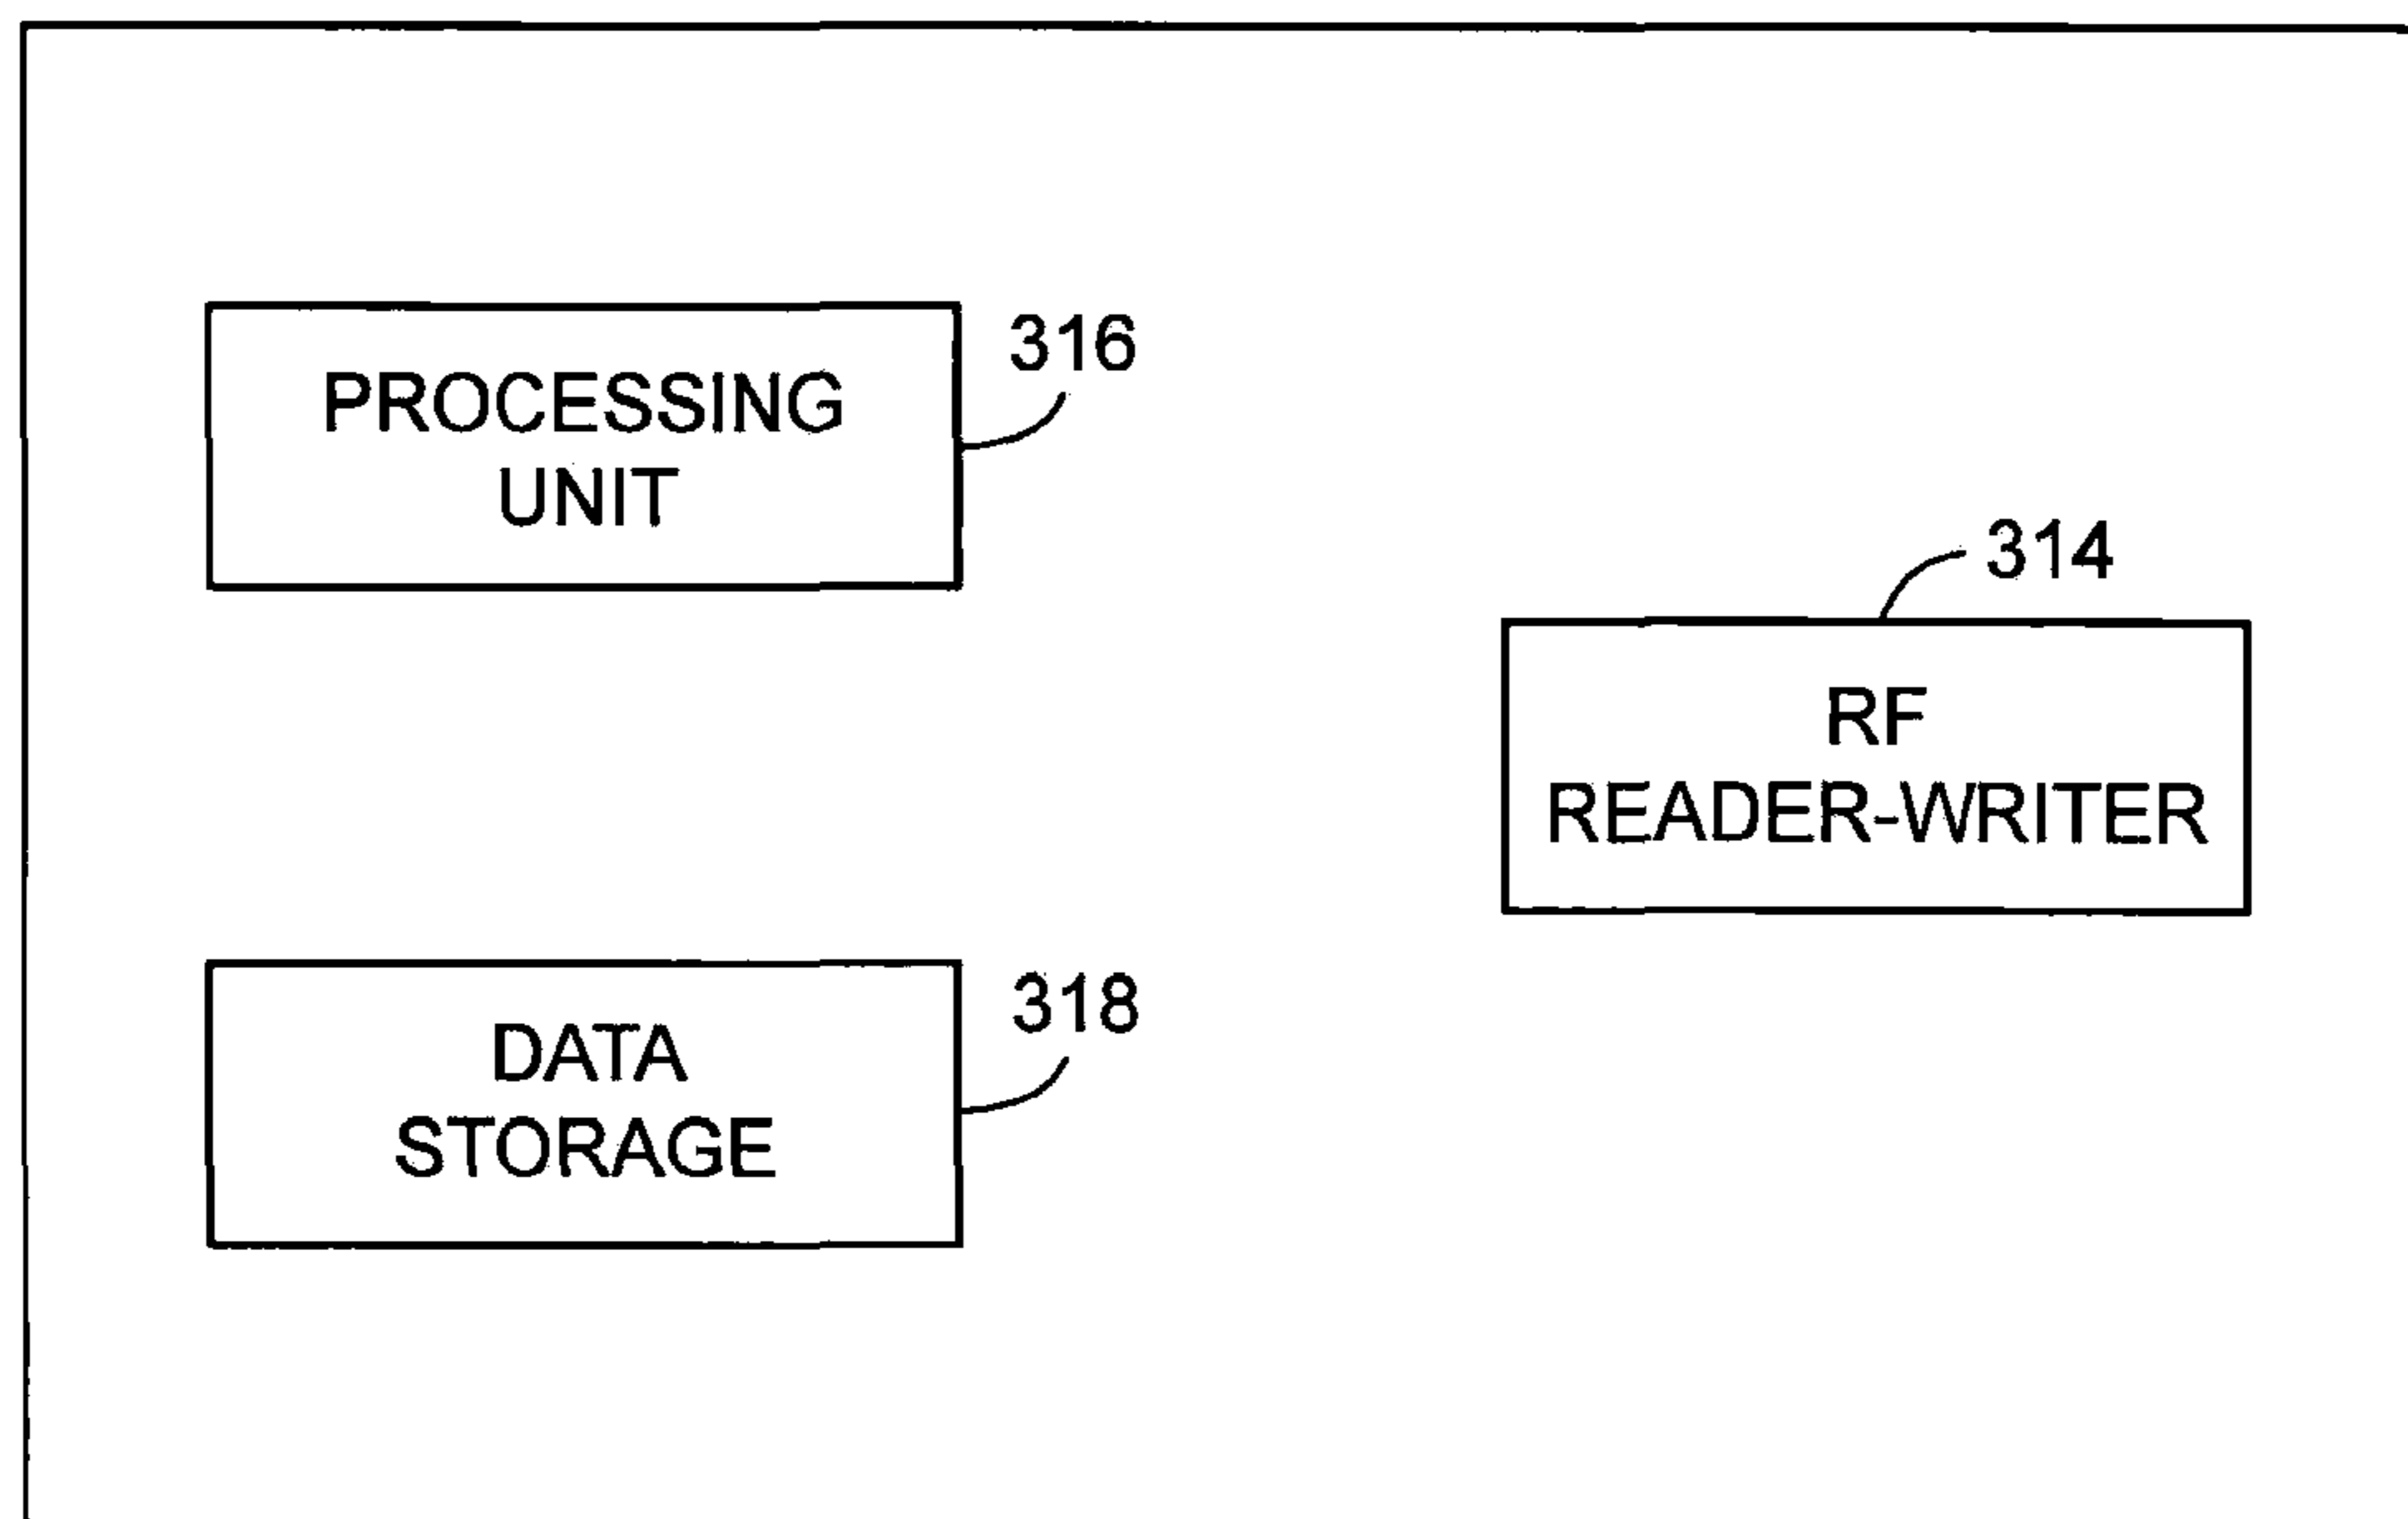 316
PROCESSING
UNIT
314
RF
READER-WRITER
318
DATA
STORAGE